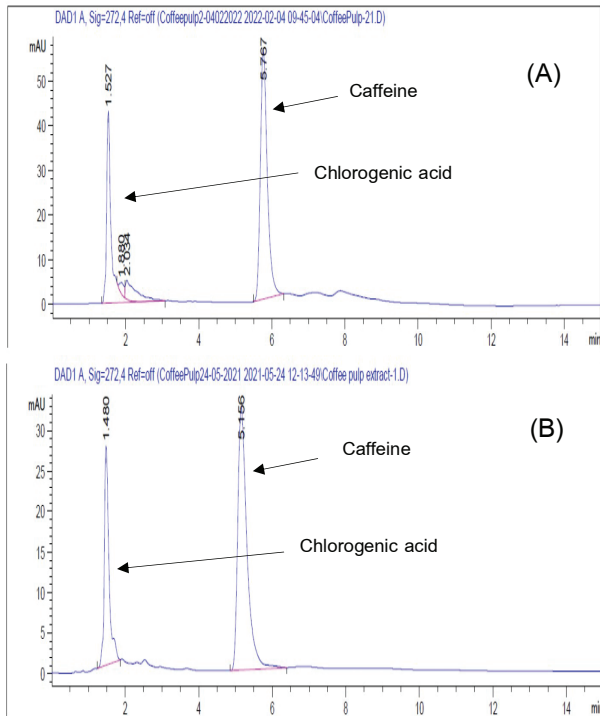 DAD1 A, Sig=272,4 Ref=off (Coffeepulp2-04022022 2022-02-04 09-45-04\CoffeePulp-21.D)
mAU
(A)
1.527
5.767
50
Caffeine
40
30
Chlorogenic acid
20
10
1.880
2.034
0
2 4 6 8 10 12 14 min
DAD1 A, Sig=272,4 Ref=off (CoffeePulp24-05-2021 2021-05-24 12-13-49\Coffee pulp extract-1.D)
mAU
(B)
1.480
5.156
30
Caffeine
25
20
15
Chlorogenic acid
10
5
0
2 4 6 8 10 12 14 min